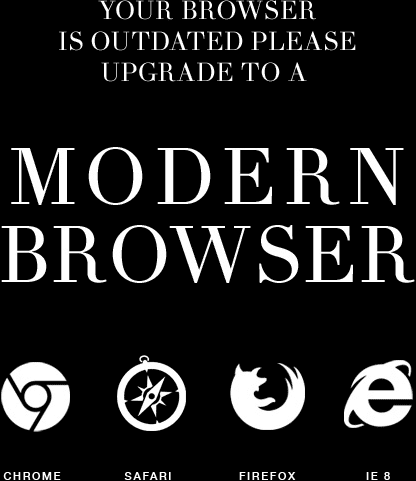 YOUR BROWSER
IS OUTDATED PLEASE
UPGRADE TO A
MODERN
BROWSER
CHROME SAFARI FIREFOX IE 8